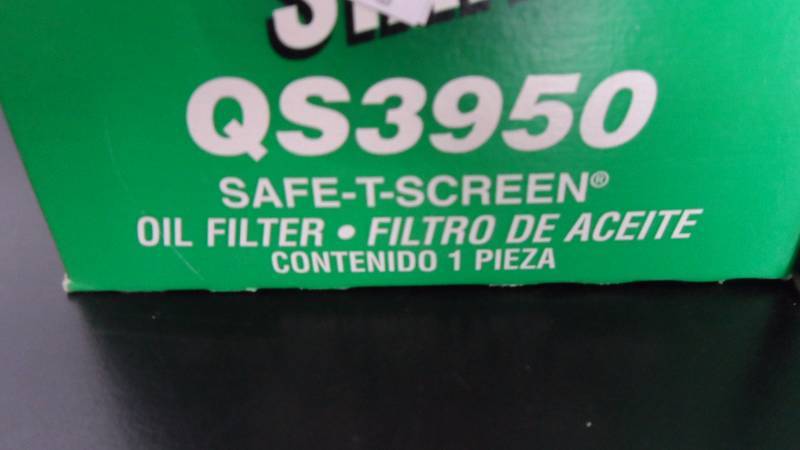 QS3950
SAFE-T-SCREEN®
OIL FILTER • FILTRO DE ACEITE
CONTENIDO 1 PIEZA